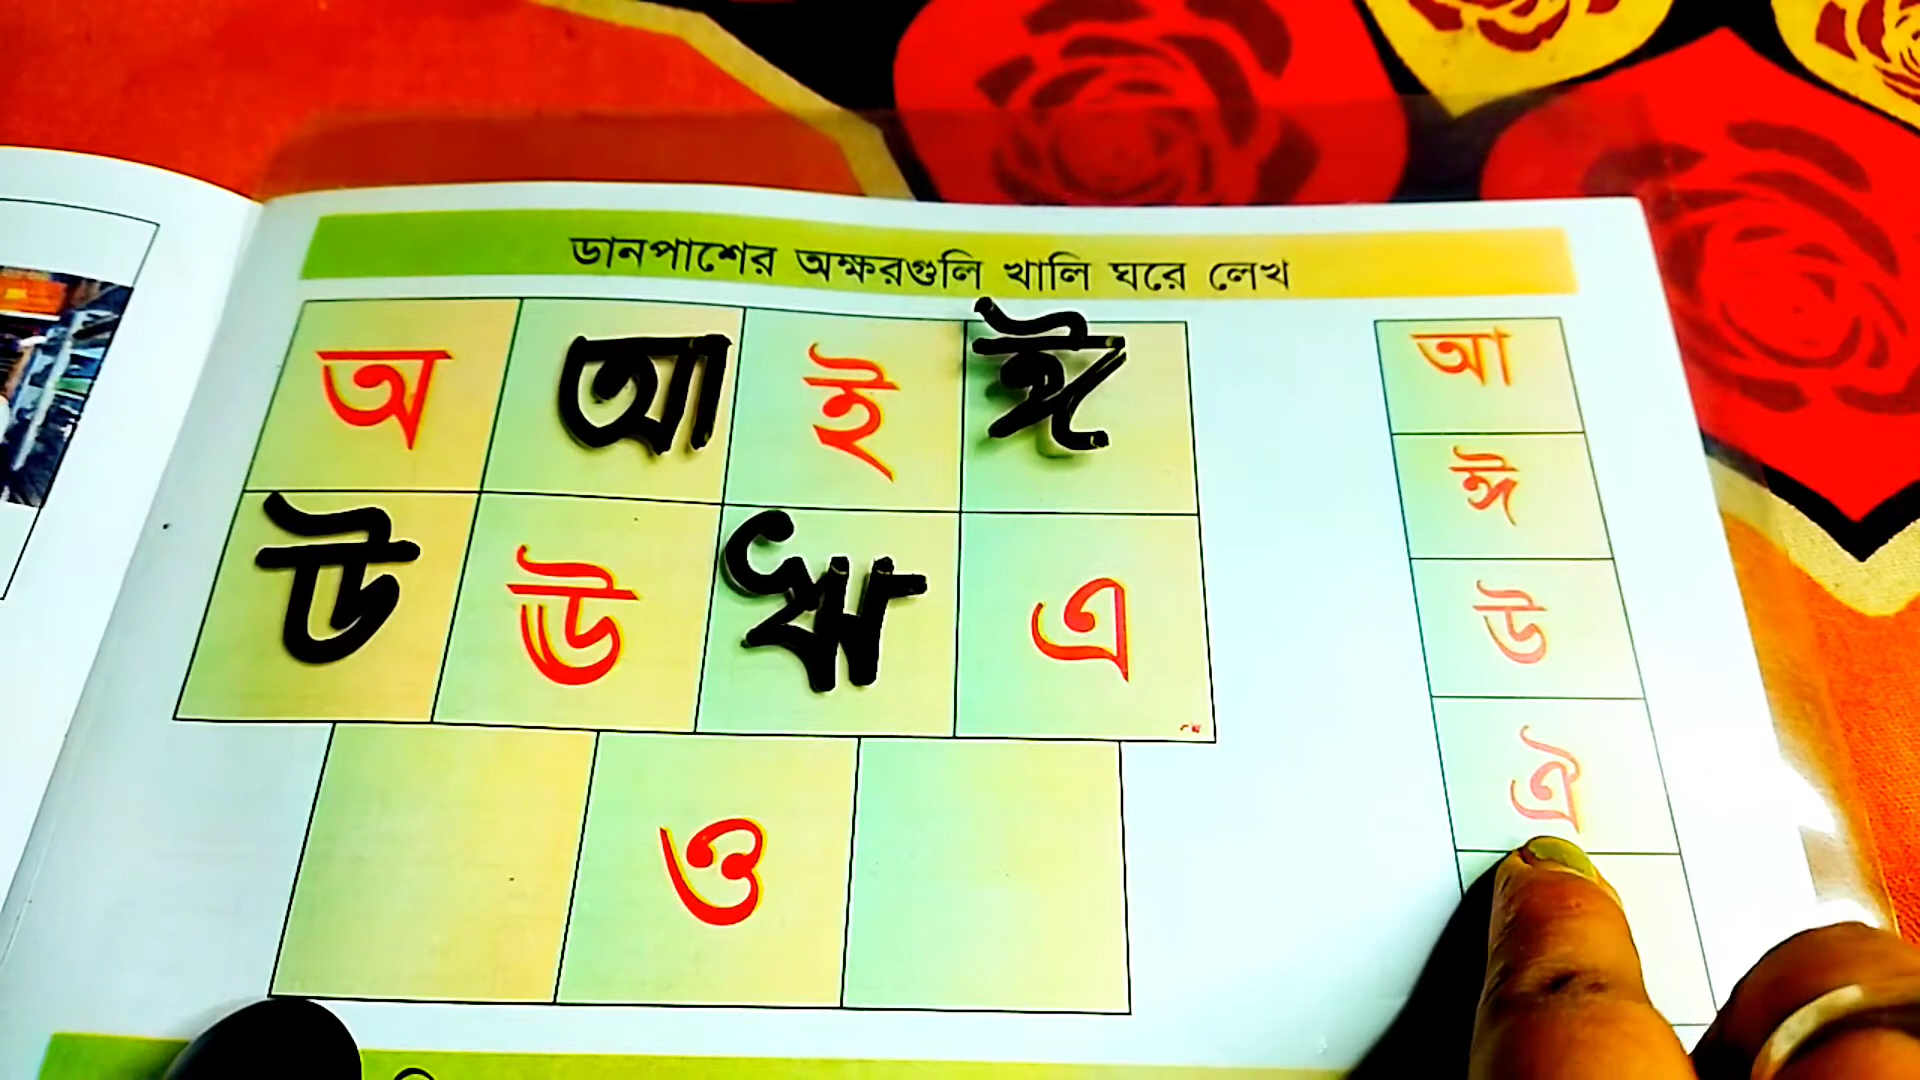 ডানপাশের অক্ষরগুলি খালি ঘরে লেখ
অ আ ই ঈ
উ ঊ ঋ এ
ও
আ
ঈ
উ
ঐ